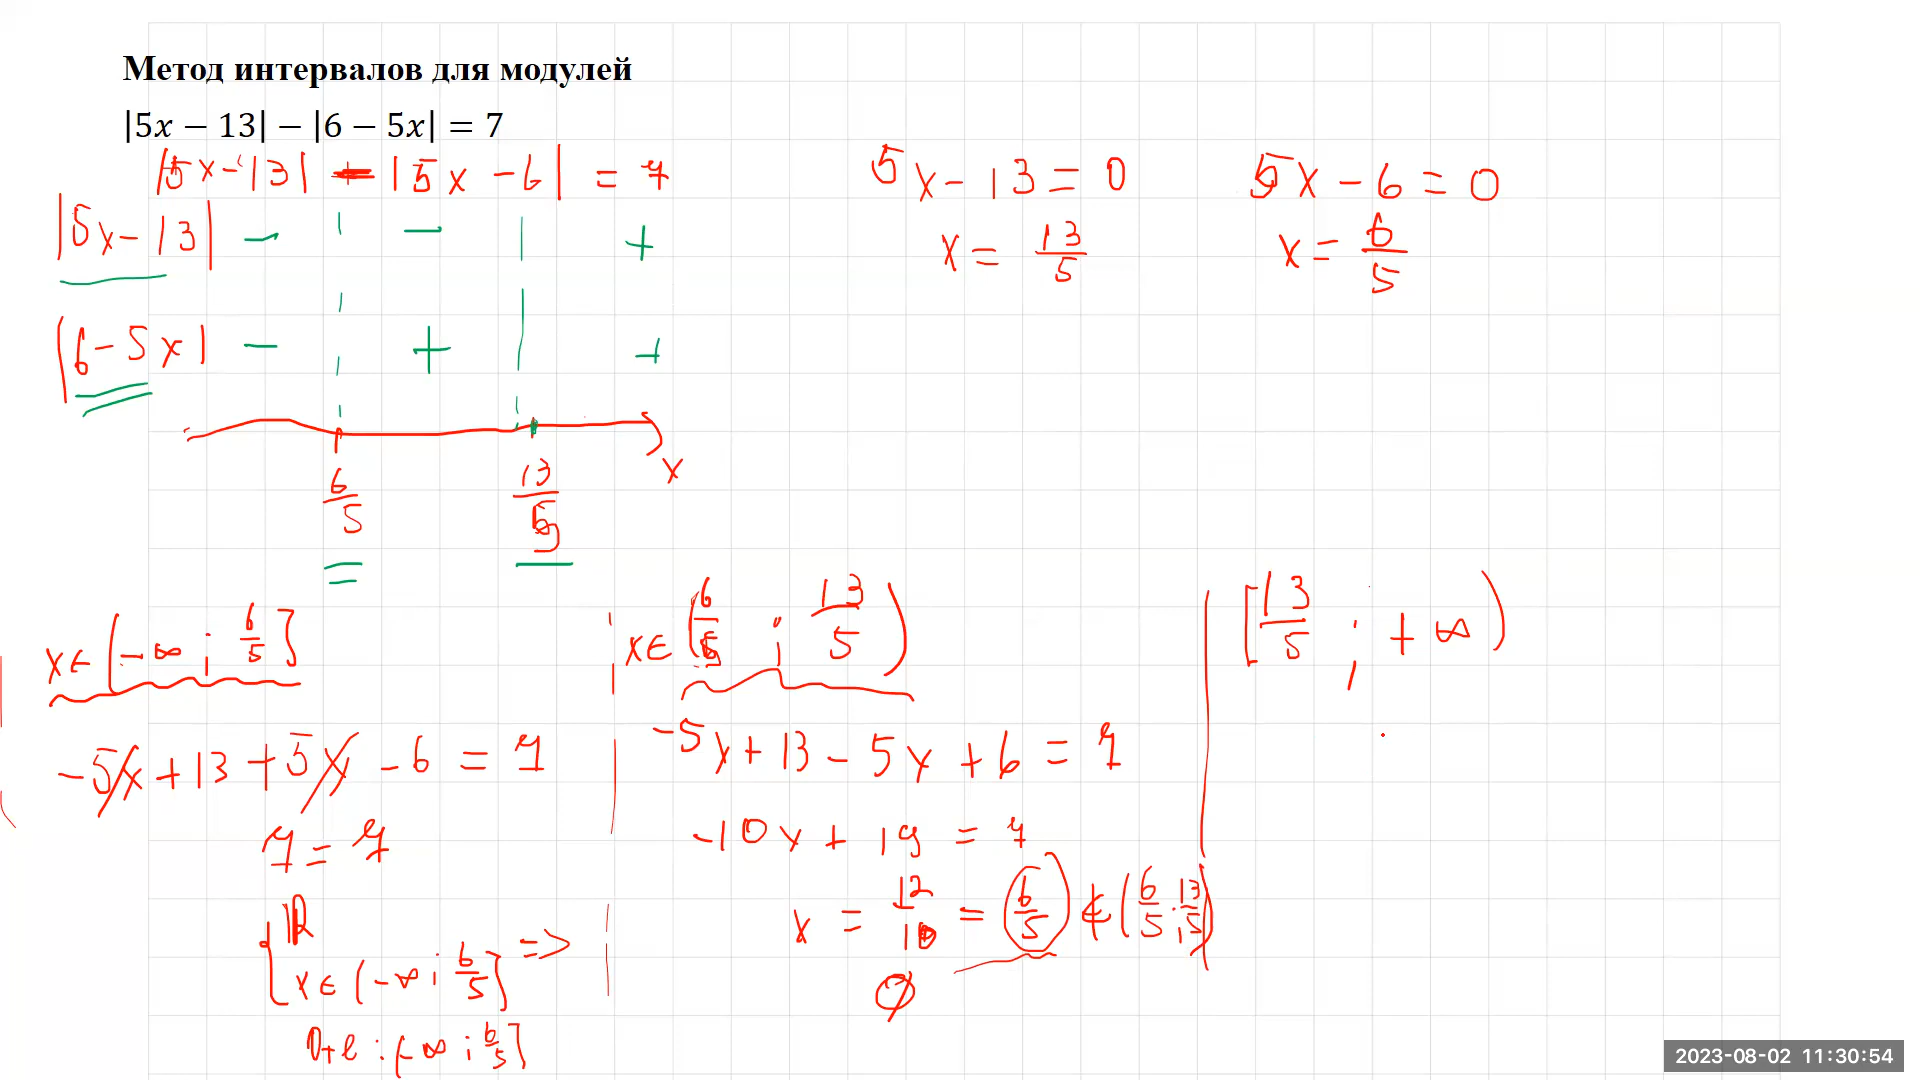 Метод интервалов для модулей
|5x − 13| − |6 − 5x| = 7
|5x − 13| − |5x − 6| = 7
5x − 13 = 0
5x − 6 = 0
x = 13/5
x = 6/5
|5x − 13| − − +
|6 − 5x| − + +
6/5 13/5 x
x ∈ (−∞ ; 6/5]
x ∈ (6/5 ; 13/5)
[13/5 ; +∞)
−5x + 13 + 5x − 6 = 7
−5x + 13 − 5x + 6 = 7
7 = 7
−10x + 19 = 7
x = 12/10 = 6/5 ∉ (6/5 ; 13/5)
R
x ∈ (−∞ ; 6/5] =>
∅
Отв : (−∞ ; 6/5]
2023-08-02 11:30:54